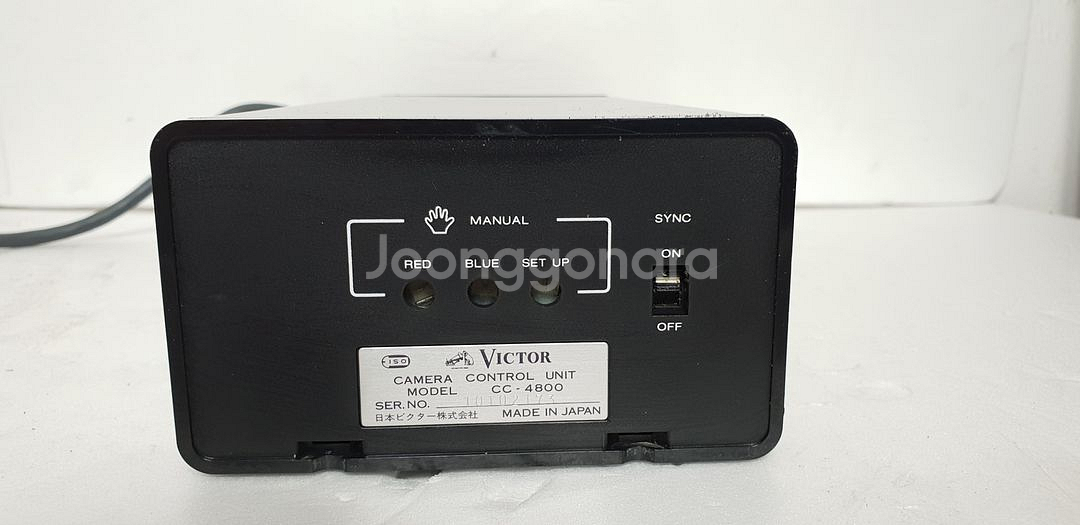 MANUAL
SYNC
Joonggonara
RED BLUE SET UP
ON
OFF
ISO
VICTOR
CAMERA CONTROL UNIT
MODEL CC-4800
SER. NO.
日本ビクター株式会社 MADE IN JAPAN